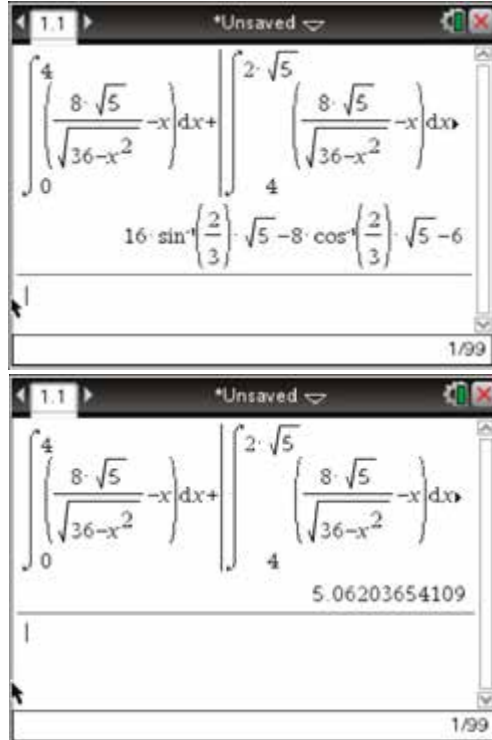 1.1 *Unsaved
∫₀⁴ (8·√5/√(36−x²) −x)dx+|∫₄^(2·√5) (8·√5/√(36−x²) −x)dx▸
16·sin⁻¹(2/3)·√5−8·cos⁻¹(2/3)·√5−6
1/99
1.1 *Unsaved
∫₀⁴ (8·√5/√(36−x²) −x)dx+|∫₄^(2·√5) (8·√5/√(36−x²) −x)dx▸
5.06203654109
1/99